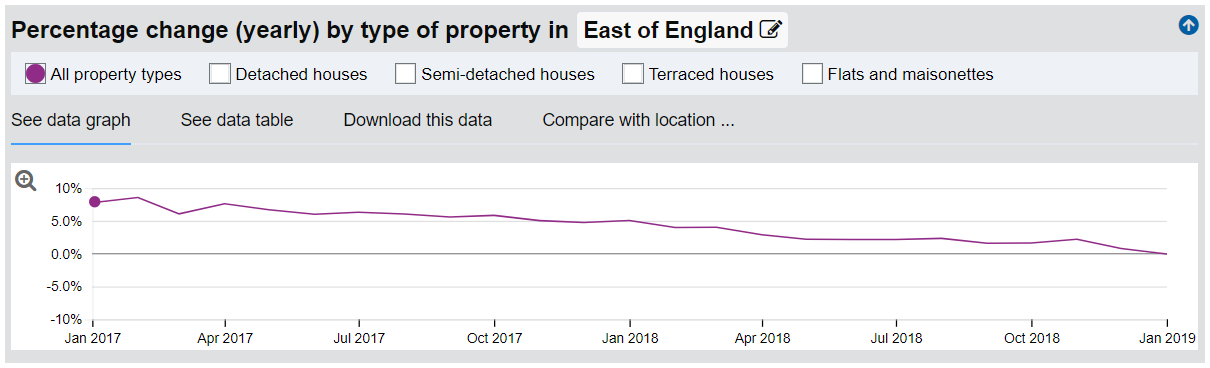 Percentage change (yearly) by type of property in East of England
All property types Detached houses Semi-detached houses Terraced houses Flats and maisonettes
See data graph See data table Download this data Compare with location ...
10%
5.0%
0.0%
-5.0%
-10%
Jan 2017 Apr 2017 Jul 2017 Oct 2017 Jan 2018 Apr 2018 Jul 2018 Oct 2018 Jan 2019